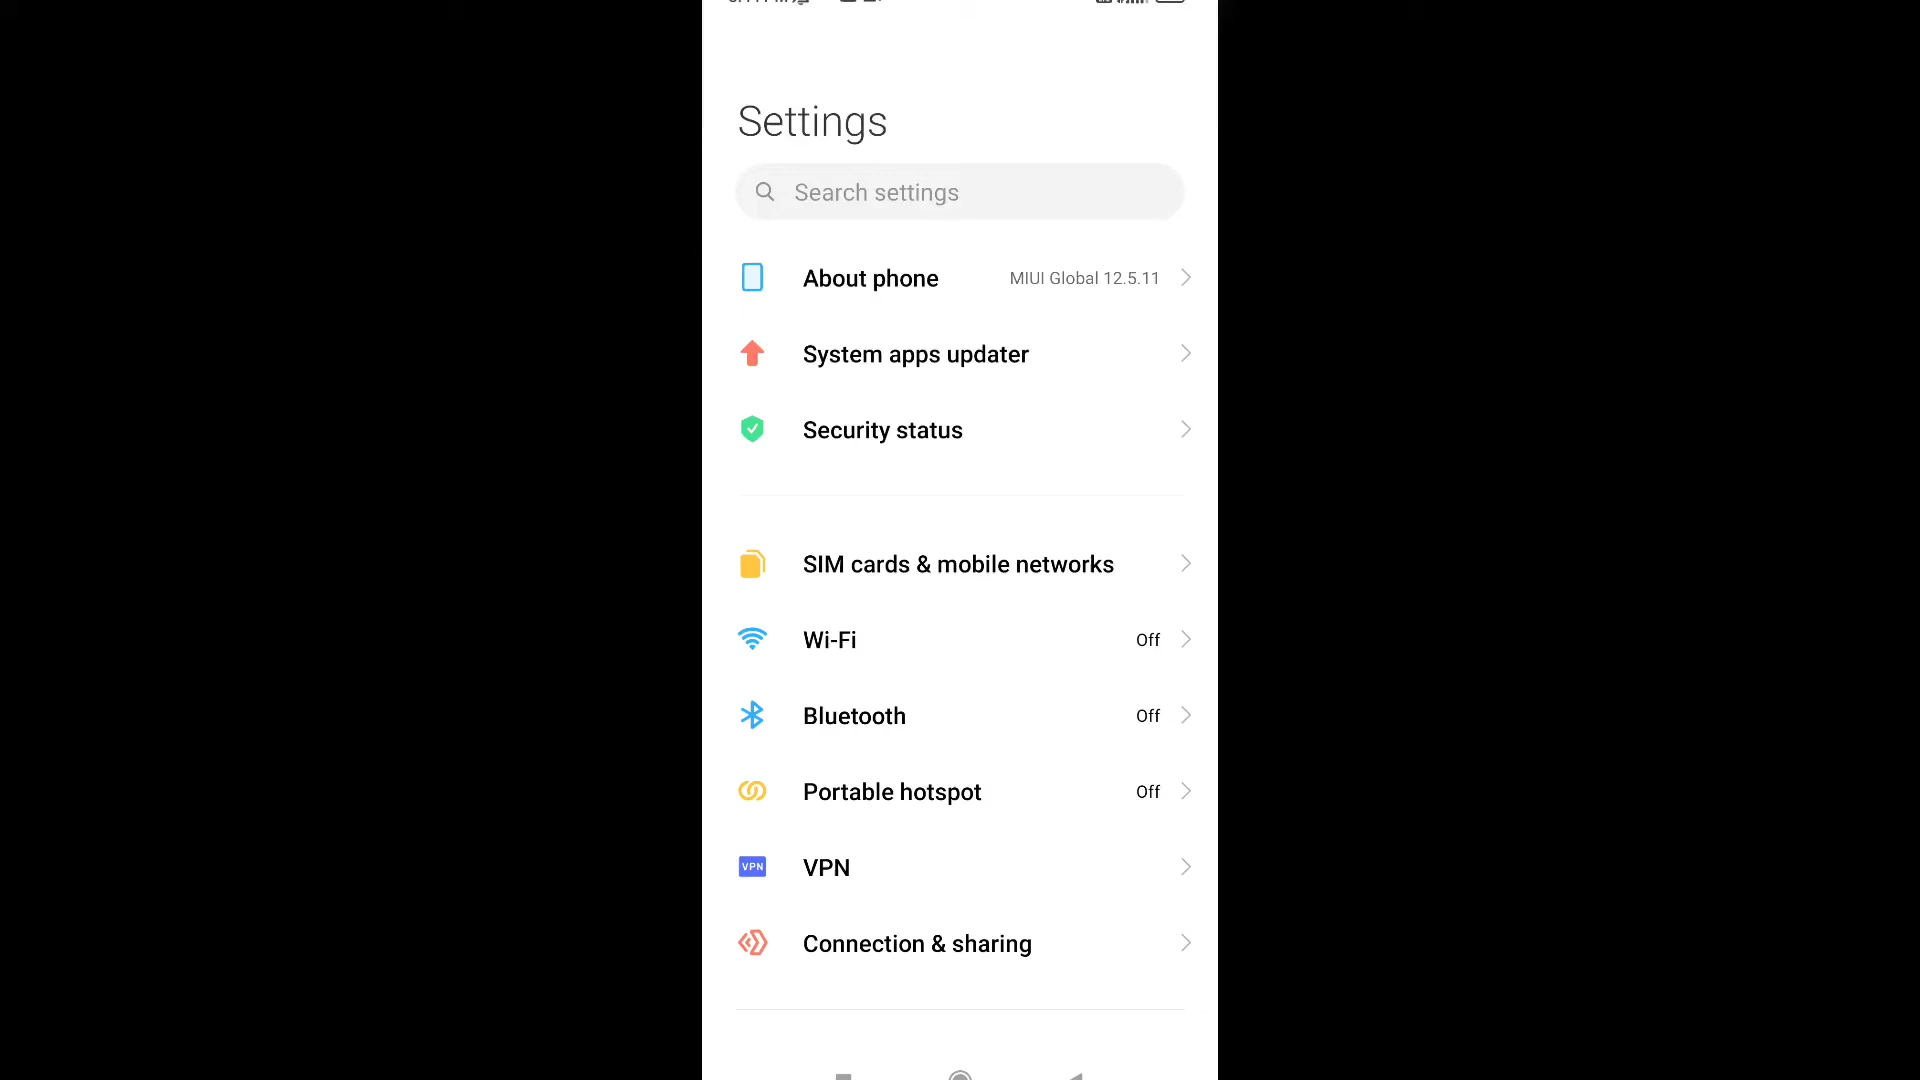 Settings
Search settings
About phone MIUI Global 12.5.11
System apps updater
Security status
SIM cards & mobile networks
Wi-Fi Off
Bluetooth Off
Portable hotspot Off
VPN VPN
Connection & sharing